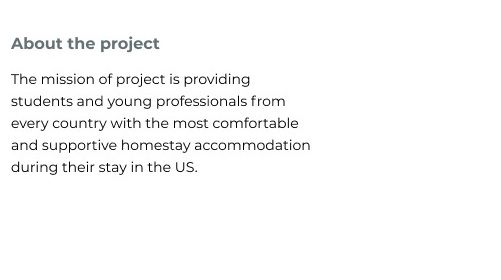 About the project
The mission of project is providing
students and young professionals from
every country with the most comfortable
and supportive homestay accommodation
during their stay in the US.